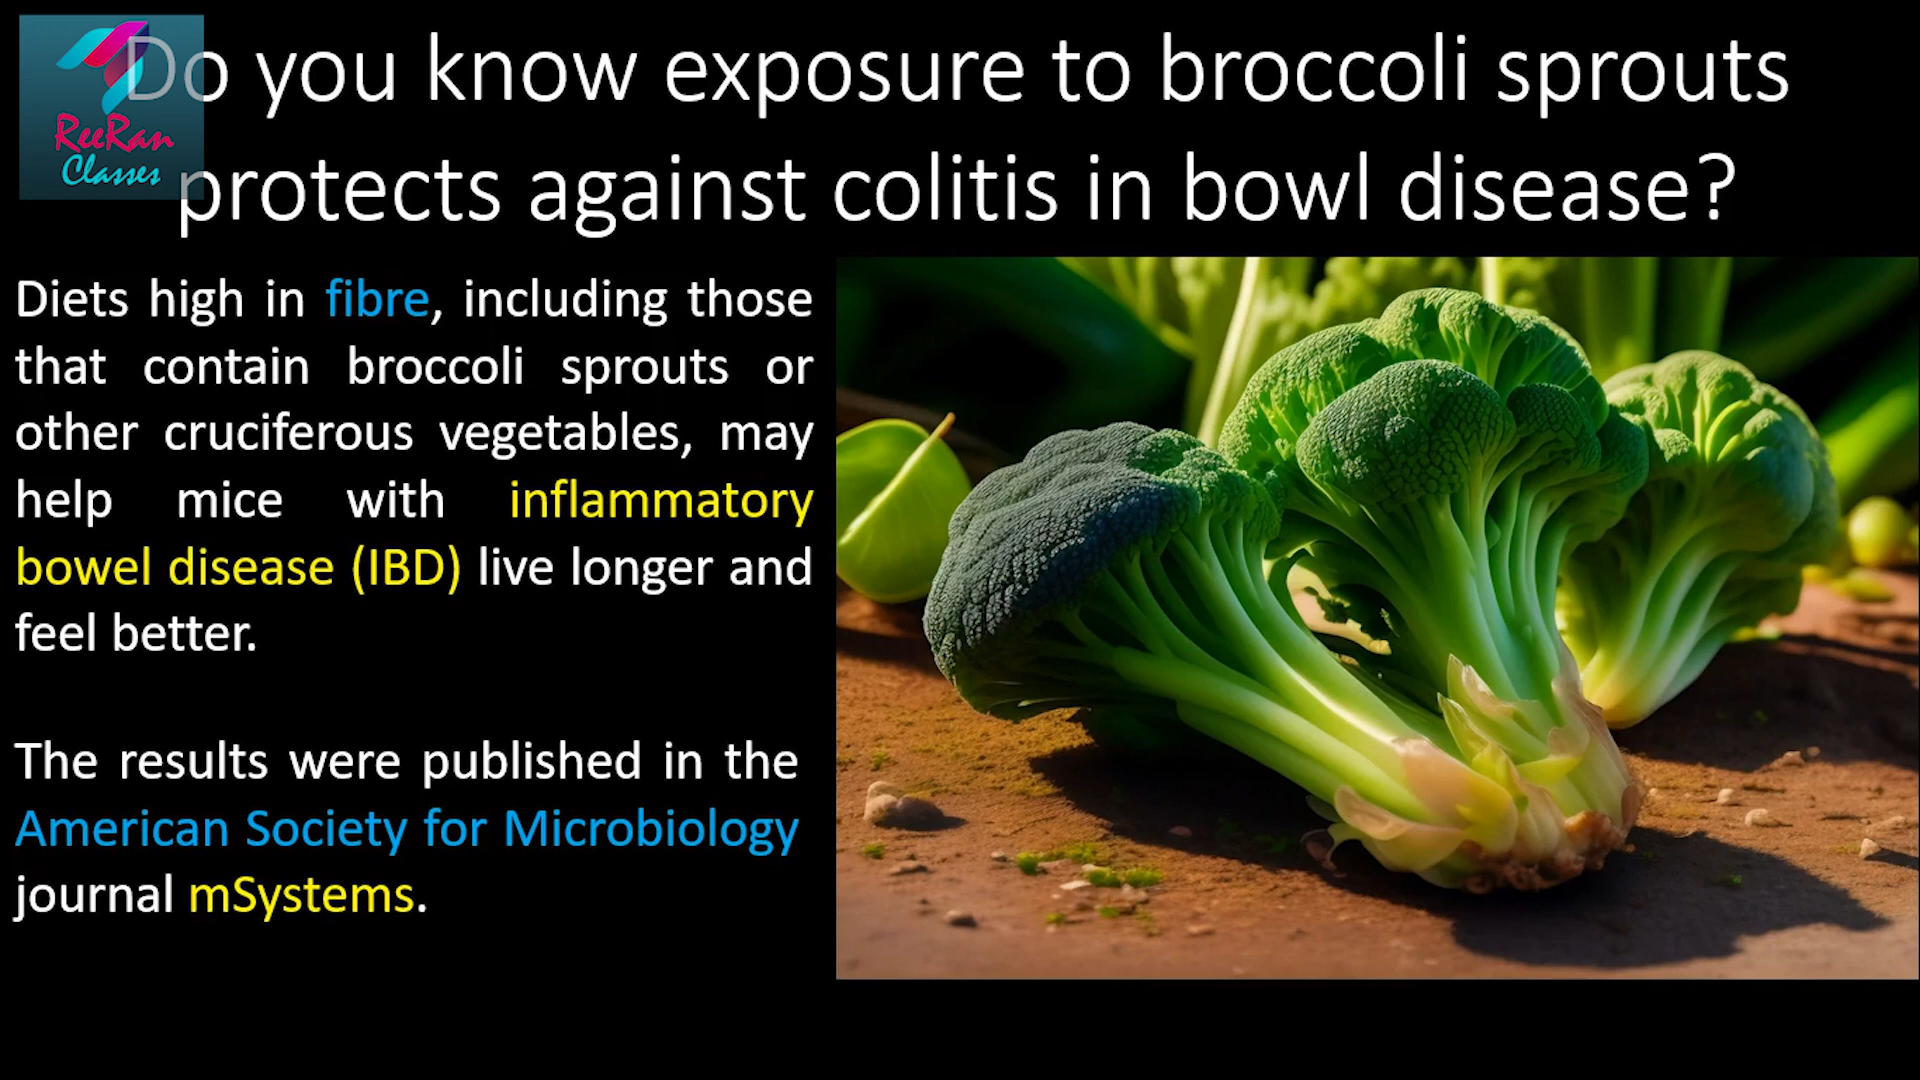 Do you know exposure to broccoli sprouts
protects against colitis in bowl disease?
ReeRan
Classes
Diets high in fibre, including those
that contain broccoli sprouts or
other cruciferous vegetables, may
help mice with inflammatory
bowel disease (IBD) live longer and
feel better.
The results were published in the
American Society for Microbiology
journal mSystems.